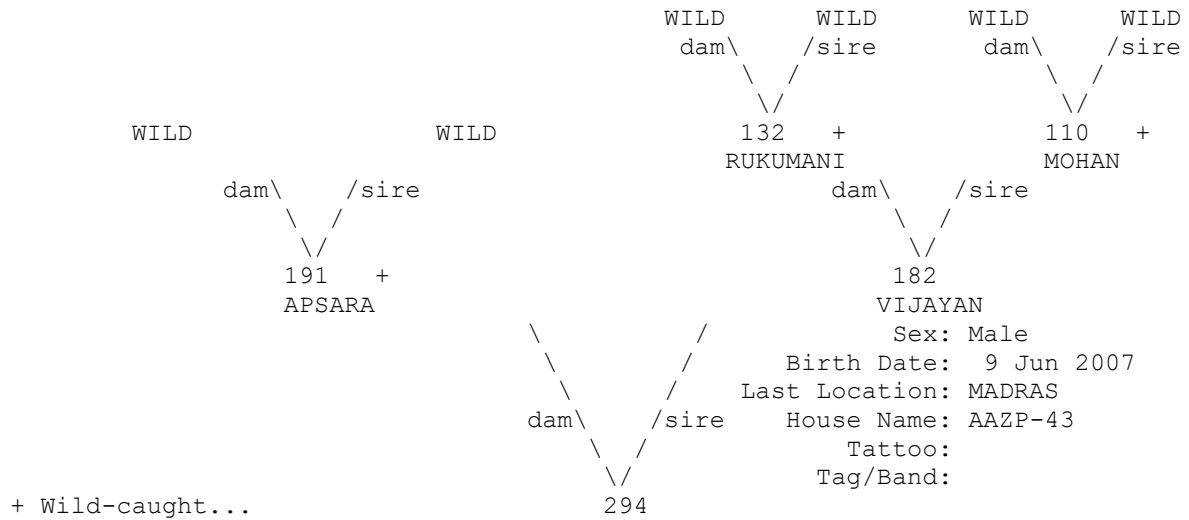 WILD WILD WILD WILD
dam\ /sire dam\ /sire
\ / \ /
\/ \/
WILD WILD 132 + 110 +
RUKUMANI MOHAN
dam\ /sire dam\ /sire
\ / \ /
\/ \/
191 + 182
APSARA VIJAYAN
\ / Sex: Male
\ / Birth Date: 9 Jun 2007
\ / Last Location: MADRAS
dam\ /sire House Name: AAZP-43
\ / Tattoo:
\/ Tag/Band:
+ Wild-caught... 294